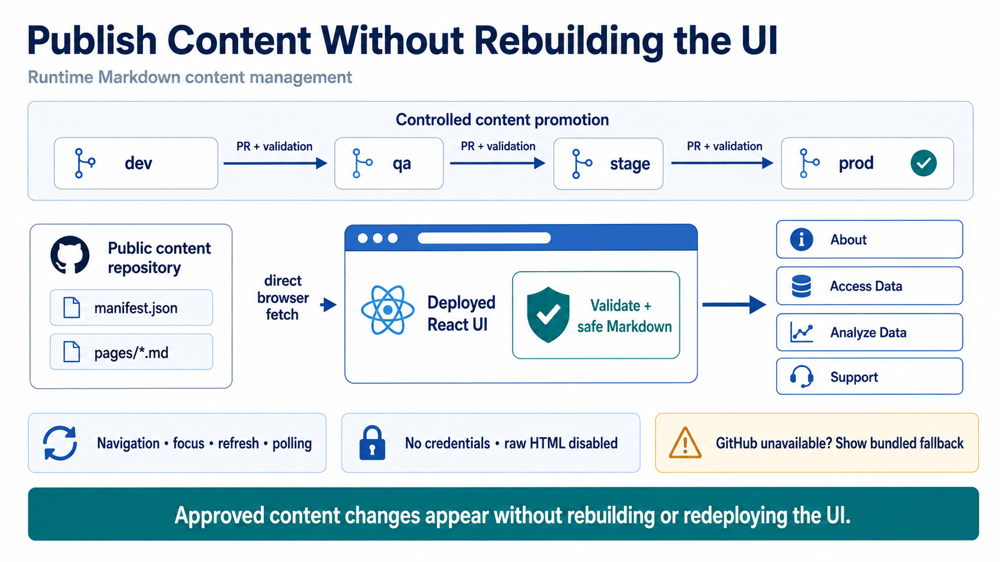 Publish Content Without Rebuilding the UI
Runtime Markdown content management
Controlled content promotion
dev
PR + validation
qa
PR + validation
stage
PR + validation
prod
Public content
repository
manifest.json
pages/*.md
direct
browser
fetch
Deployed
React UI
Validate +
safe Markdown
About
Access Data
Analyze Data
Support
Navigation • focus • refresh • polling
No credentials • raw HTML disabled
GitHub unavailable? Show bundled fallback
Approved content changes appear without rebuilding or redeploying the UI.